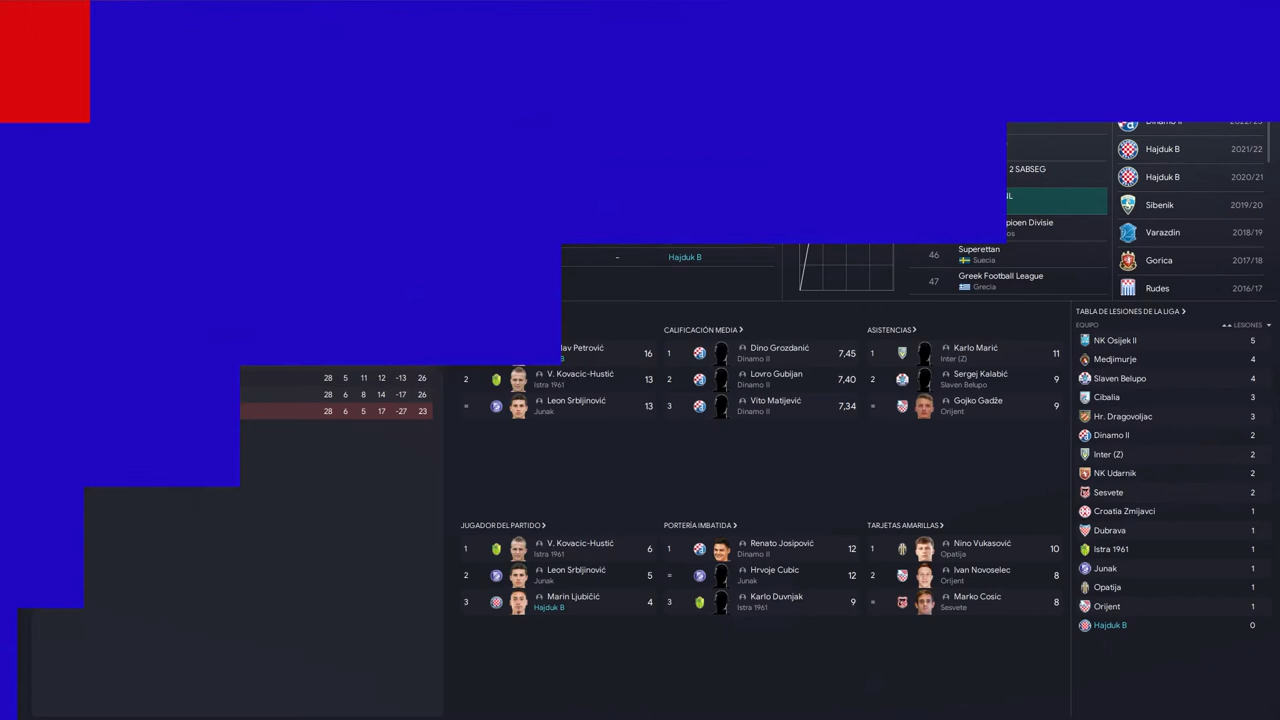 Hajduk B 2021/22
2 SABSEG
Hajduk B 2020/21
Sibenik 2019/20
Varazdin 2018/19
46 Superettan
Suecia
- Hajduk B
Gorica 2017/18
47 Greek Football League
Grecia
Rudes 2016/17
28 5 11 12 -13 26
28 6 8 14 -17 26
28 6 5 17 -27 23
16
2 V. Kovacic-Hustić 13
Istra 1961
= Leon Srbljinović 13
Junak
CALIFICACIÓN MEDIA
1 Dino Grozdanić 7,45
Dinamo II
2 Lovro Gubijan 7,40
Dinamo II
3 Vito Matijević 7,34
Dinamo II
ASISTENCIAS
1 Karlo Marić 11
Inter (Z)
2 Sergej Kalabić 9
Slaven Belupo
= Gojko Gadže 9
Orijent
JUGADOR DEL PARTIDO
1 V. Kovacic-Hustić 6
Istra 1961
2 Leon Srbljinović 5
Junak
3 Marin Ljubičić 4
Hajduk B
PORTERÍA IMBATIDA
1 Renato Josipović 12
Dinamo II
= Hrvoje Cubic 12
Junak
3 Karlo Duvnjak 9
Istra 1961
TARJETAS AMARILLAS
1 Nino Vukasović 10
Opatija
2 Ivan Novoselec 8
Orijent
= Marko Cosic 8
Sesvete
TABLA DE LESIONES DE LA LIGA
EQUIPO LESIONES
NK Osijek II 5
Medjimurje 4
Slaven Belupo 4
Cibalia 3
Hr. Dragovoljac 3
Dinamo II 2
Inter (Z) 2
NK Udarnik 2
Sesvete 2
Croatia Zmijavci 1
Dubrava 1
Istra 1961 1
Junak 1
Opatija 1
Orijent 1
Hajduk B 0